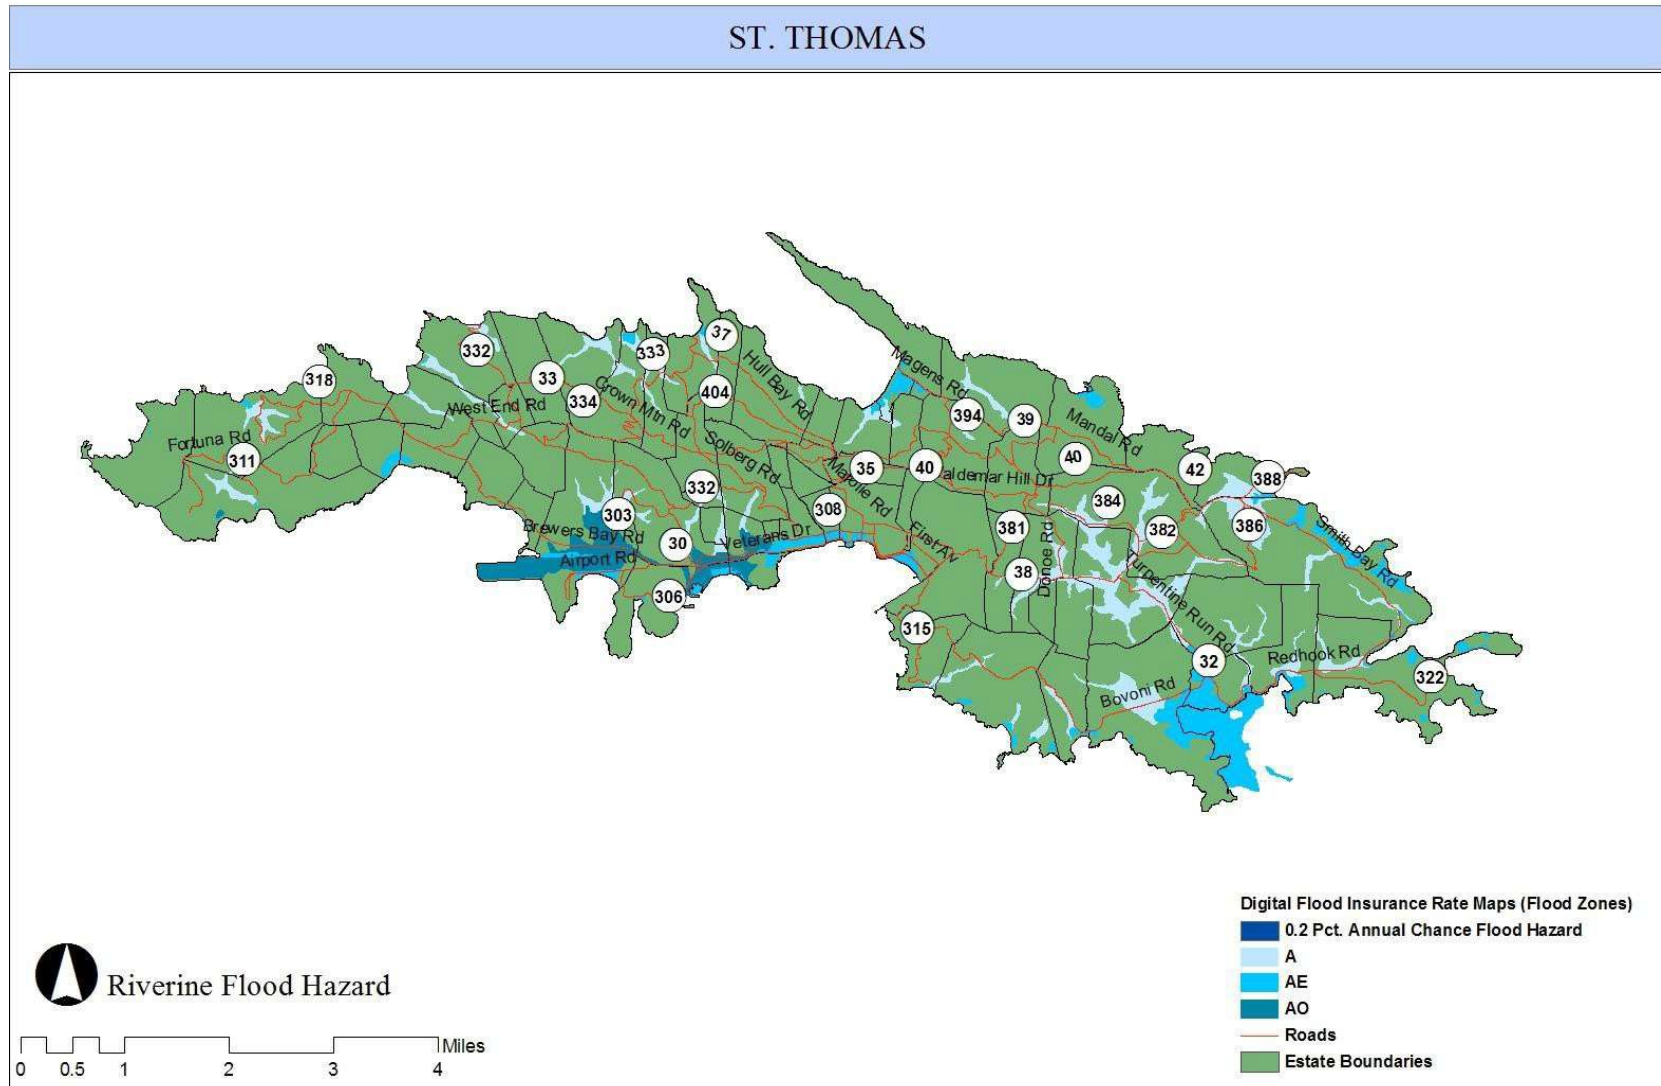 ST. THOMAS
37
333
332
Hull Bay Rd
Magens Rd
318
33
404
334
Crown Mtn Rd
West End Rd
394
39
Mandal Rd
Fortuna Rd
311
Solberg Rd
35
40
40
42
388
aldemar Hill Dr
Mafolie Rd
332
384
303
308
381
382
386
Smith Bay Rd
Brewers Bay Rd
30
Veterans Dr
First Av
Donoe Rd
Airport Rd
38
Turpentine Run Rd
306
315
32
Redhook Rd
322
Bovoni Rd
Digital Flood Insurance Rate Maps (Flood Zones)
0.2 Pct. Annual Chance Flood Hazard
A
AE
AO
Roads
Estate Boundaries
Riverine Flood Hazard
Miles
0 0.5 1 2 3 4